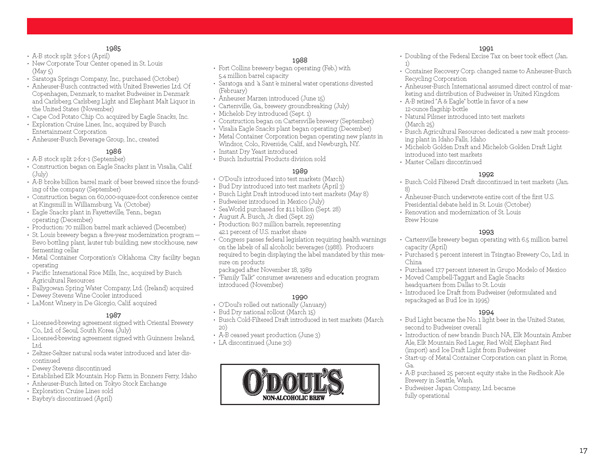 1985
• A-B stock split 3-for-1 (April)
• New Corporate Tour Center opened in St. Louis
(May 5)
• Saratoga Springs Company, Inc., purchased (October)
• Anheuser-Busch contracted with United Breweries Ltd. Of
Copenhagen, Denmark, to market Budweiser in Denmark
and Carlsberg, Carlsberg Light and Elephant Malt Liquor in
the United States (November)
• Cape Cod Potato Chip Co. acquired by Eagle Snacks, Inc.
• Exploration Cruise Lines, Inc., acquired by Busch
Entertainment Corporation
• Anheuser-Busch Beverage Group, Inc., created
1986
• A-B stock split 2-for-1 (September)
• Construction began on Eagle Snacks plant in Visalia, Calif.
(July)
• A-B broke billion barrel mark of beer brewed since the found-
ing of the company (September)
• Construction began on 60,000-square-foot conference center
at Kingsmill in Williamsburg, Va. (October)
• Eagle Snacks plant in Fayetteville, Tenn., began
operating (December)
• Production: 70 million barrel mark achieved (December)
• St. Louis brewery began a five-year modernization program —
Bevo bottling plant, lauter tub building, new stockhouse, new
fermenting cellar
• Metal Container Corporation's Oklahoma City facility began
operating
• Pacific International Rice Mills, Inc., acquired by Busch
Agricultural Resources
• Ballygowan Spring Water Company, Ltd. (Ireland) acquired
• Dewey Stevens Wine Cooler introduced
• LaMont Winery in De Giorgio, Calif. acquired
1987
• Licensed-brewing agreement signed with Oriental Brewery
Co., Ltd. of Seoul, South Korea (July)
• Licensed-brewing agreement signed with Guinness Ireland,
Ltd.
• Zeltzer-Seltzer natural soda water introduced and later dis-
continued
• Dewey Stevens discontinued
• Established Elk Mountain Hop Farm in Bonners Ferry, Idaho
• Anheuser-Busch listed on Tokyo Stock Exchange
• Exploration Cruise Lines sold
• Baybry's discontinued (April)
1988
• Fort Collins brewery began operating (Feb.) with
5.4 million barrel capacity
• Saratoga and à Santé mineral water operations divested
(February)
• Anheuser Marzen introduced (June 15)
• Cartersville, Ga., brewery groundbreaking (July)
• Michelob Dry introduced (Sept. 1)
• Construction began on Cartersville brewery (September)
• Visalia Eagle Snacks plant began operating (December)
• Metal Container Corporation began operating new plants in
Windsor, Colo., Riverside, Calif., and Newburgh, N.Y.
• Instant Dry Yeast introduced
• Busch Industrial Products division sold
1989
• O'Doul's introduced into test markets (March)
• Bud Dry introduced into test markets (April 3)
• Busch Light Draft introduced into test markets (May 8)
• Budweiser introduced in Mexico (July)
• SeaWorld purchased for $1.1 billion (Sept. 28)
• August A. Busch, Jr. died (Sept. 29)
• Production: 80.7 million barrels, representing
42.1 percent of U.S. market share
• Congress passes federal legislation requiring health warnings
on the labels of all alcoholic beverages (1988). Producers
required to begin displaying the label mandated by this mea-
sure on products
packaged after November 18, 1989
• "Family Talk" consumer awareness and education program
introduced (November)
1990
• O'Doul's rolled out nationally (January)
• Bud Dry national rollout (March 15)
• Busch Cold-Filtered Draft introduced in test markets (March
20)
• A-B ceased yeast production (June 3)
• LA discontinued (June 30)
O'DOUL'S
NON-ALCOHOLIC BREW
1991
• Doubling of the Federal Excise Tax on beer took effect (Jan.
1)
• Container Recovery Corp. changed name to Anheuser-Busch
Recycling Corporation
• Anheuser-Busch International assumed direct control of mar-
keting and distribution of Budweiser in United Kingdom
• A-B retired "A & Eagle" bottle in favor of a new
12-ounce flagship bottle
• Natural Pilsner introduced into test markets
(March 25)
• Busch Agricultural Resources dedicated a new malt process-
ing plant in Idaho Falls, Idaho
• Michelob Golden Draft and Michelob Golden Draft Light
introduced into test markets
• Master Cellars discontinued
1992
• Busch Cold Filtered Draft discontinued in test markets (Jan.
8)
• Anheuser-Busch underwrote entire cost of the first U.S.
Presidential debate held in St. Louis (October)
• Renovation and modernization of St. Louis
Brew House
1993
• Cartersville brewery began operating with 6.5 million barrel
capacity (April)
• Purchased 5 percent interest in Tsingtao Brewery Co., Ltd. in
China
• Purchased 17.7 percent interest in Grupo Modelo of Mexico
• Moved Campbell-Taggart and Eagle Snacks
headquarters from Dallas to St. Louis
• Introduced Ice Draft from Budweiser (reformulated and
repackaged as Bud Ice in 1995)
1994
• Bud Light became the No. 1 light beer in the United States,
second to Budweiser overall
• Introduction of new brands: Busch NA, Elk Mountain Amber
Ale, Elk Mountain Red Lager, Red Wolf, Elephant Red
(import) and Ice Draft Light from Budweiser
• Start-up of Metal Container Corporation can plant in Rome,
Ga.
• A-B purchased 25 percent equity stake in the Redhook Ale
Brewery in Seattle, Wash.
• Budweiser Japan Company, Ltd. became
fully operational
17